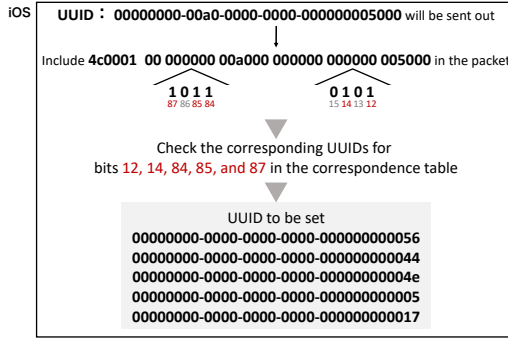 iOS
UUID： 00000000-00a0-0000-0000-000000005000 will be sent out
Include 4c0001 00 000000 00a000 000000 000000 005000 in the packet
1 0 1 1 0 1 0 1
87 86 85 84 15 14 13 12
Check the corresponding UUIDs for
bits 12, 14, 84, 85, and 87 in the correspondence table
UUID to be set
00000000-0000-0000-0000-000000000056
00000000-0000-0000-0000-000000000044
00000000-0000-0000-0000-00000000004e
00000000-0000-0000-0000-000000000005
00000000-0000-0000-0000-000000000017